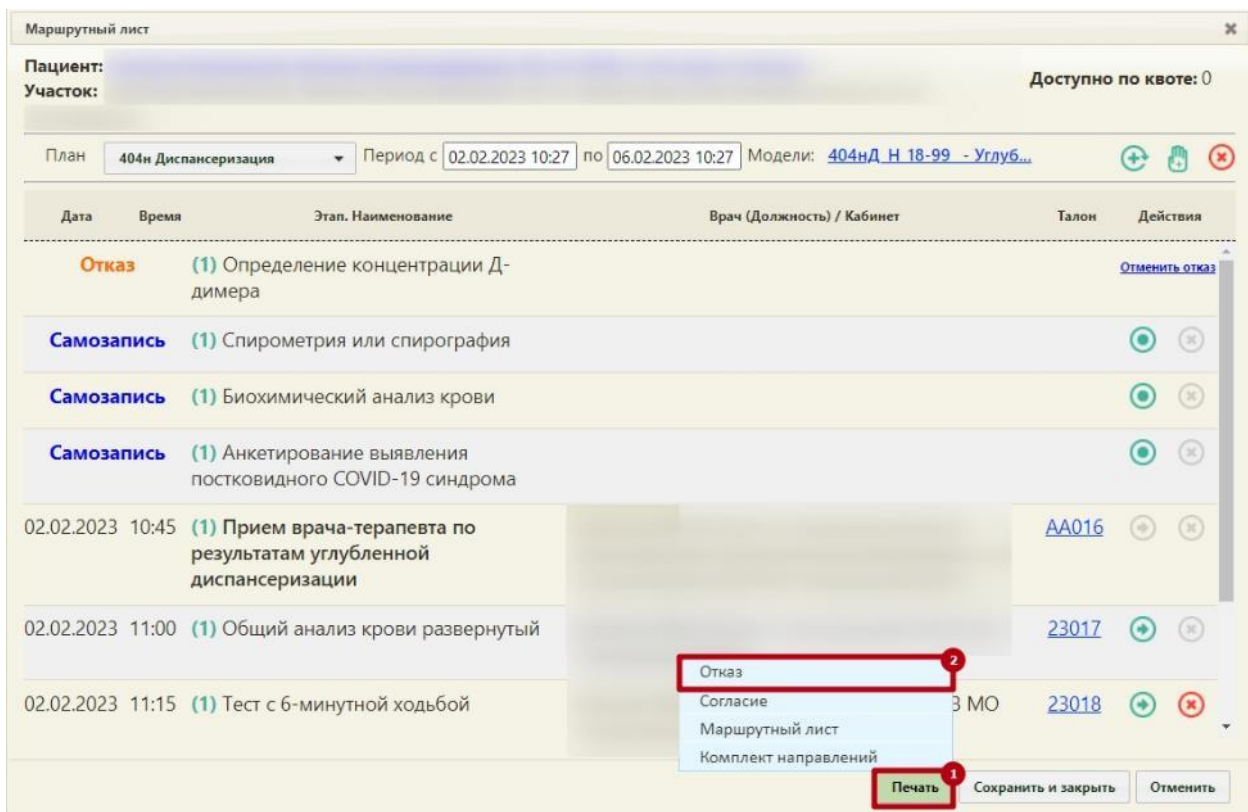 Маршрутный лист
Пациент:
Участок:
Доступно по квоте: 0
План 404н Диспансеризация Период с 02.02.2023 10:27 по 06.02.2023 10:27 Модели: 404нД_Н_18-99_- Углуб...
Дата Время Этап. Наименование Врач (Должность) / Кабинет Талон Действия
Отказ (1) Определение концентрации Д- Отменить отказ
димера
Самозапись (1) Спирометрия или спирография
Самозапись (1) Биохимический анализ крови
Самозапись (1) Анкетирование выявления
постковидного COVID-19 синдрома
02.02.2023 10:45 (1) Прием врача-терапевта по AA016
результатам углубленной
диспансеризации
02.02.2023 11:00 (1) Общий анализ крови развернутый 23017
Отказ 2
02.02.2023 11:15 (1) Тест с 6-минутной ходьбой Согласие МО 23018
Маршрутный лист
Комплект направлений
Печать 1 Сохранить и закрыть Отменить